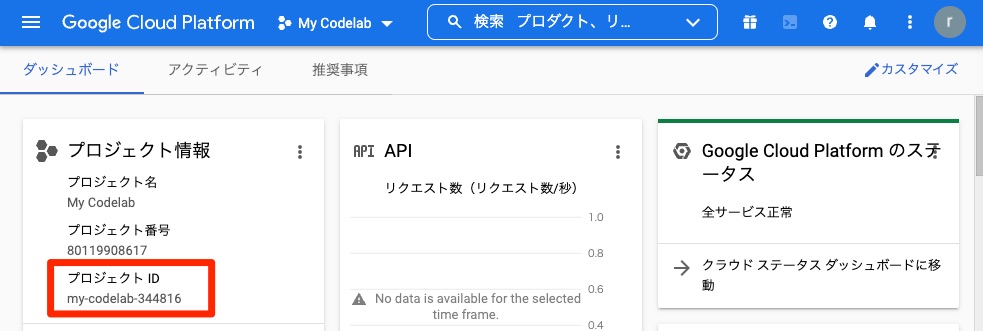 Google Cloud Platform
My Codelab
検索 プロダクト、リ...
r
ダッシュボード
アクティビティ
推奨事項
カスタマイズ
プロジェクト情報
プロジェクト名
My Codelab
プロジェクト番号
80119908617
プロジェクト ID
my-codelab-344816
API
API
リクエスト数（リクエスト数/秒）
1.0
0.8
0.6
0.4
No data is available for the selected
time frame.
Google Cloud Platform のステ
ータス
全サービス正常
クラウド ステータス ダッシュボードに移
動